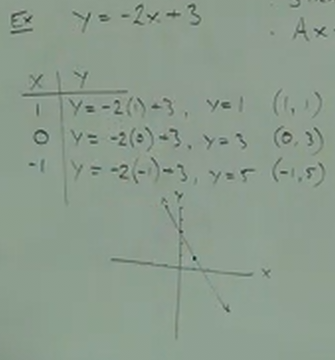 Ex y = -2x + 3
· Ax
x y
1 y = -2(1) + 3, y = 1 (1, 1)
0 y = -2(0) + 3, y = 3 (0, 3)
-1 y = -2(-1) + 3, y = 5 (-1, 5)
y
x